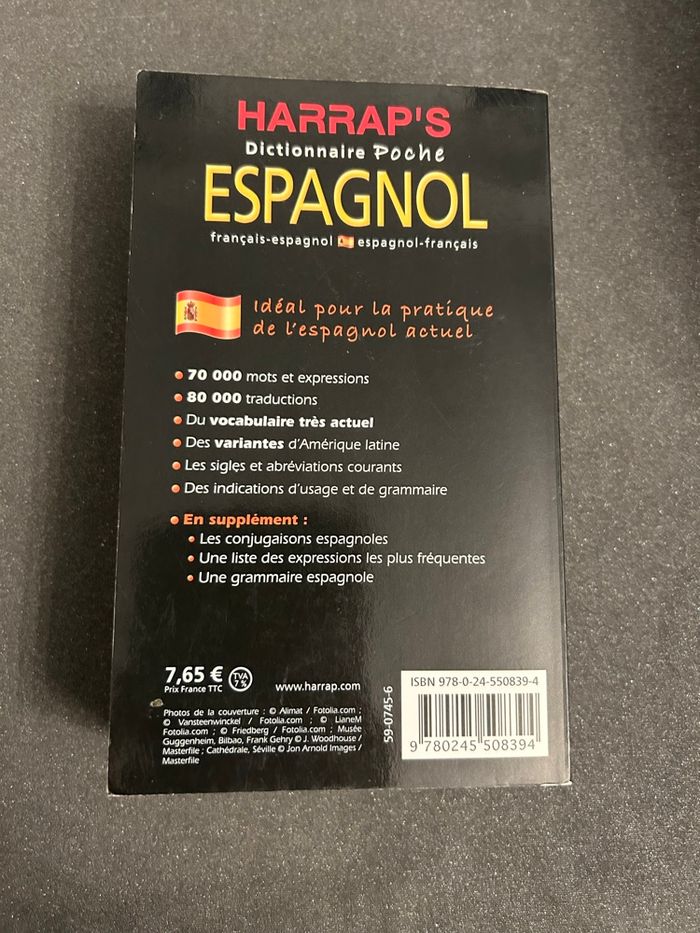 HARRAP'S
Dictionnaire Poche
ESPAGNOL
français-espagnol espagnol-français
Idéal pour la pratique
de l'espagnol actuel
• 70 000 mots et expressions
• 80 000 traductions
• Du vocabulaire très actuel
• Des variantes d'Amérique latine
• Les sigles et abréviations courants
• Des indications d'usage et de grammaire
• En supplément :
• Les conjugaisons espagnoles
• Une liste des expressions les plus fréquentes
• Une grammaire espagnole
7,65 €
Prix France TTC
TVA
7 %
www.harrap.com
59-0745-6
ISBN 978-0-24-550839-4
9 780245 508394
Photos de la couverture : © Alimat / Fotolia.com ;
© Vansteenwinckel / Fotolia.com ; © LianeM
Fotolia.com ; © Friedberg / Fotolia.com ; Musée
Guggenheim, Bilbao, Frank Gehry © J. Woodhouse /
Masterfile ; Cathédrale, Séville © Jon Arnold Images /
Masterfile